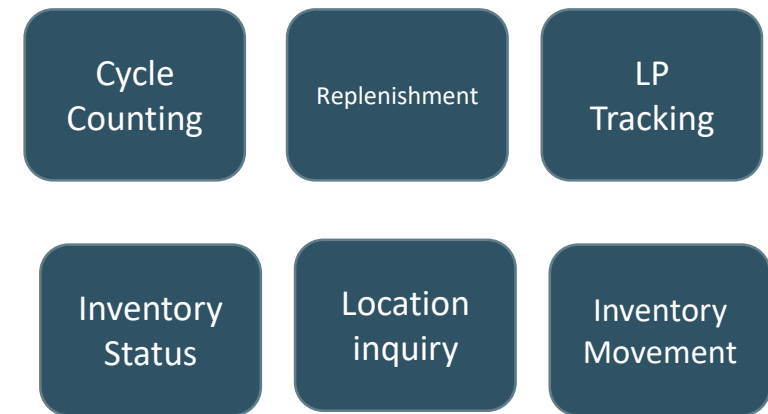 Cycle
Counting
Replenishment
LP
Tracking
Inventory
Status
Location
inquiry
Inventory
Movement